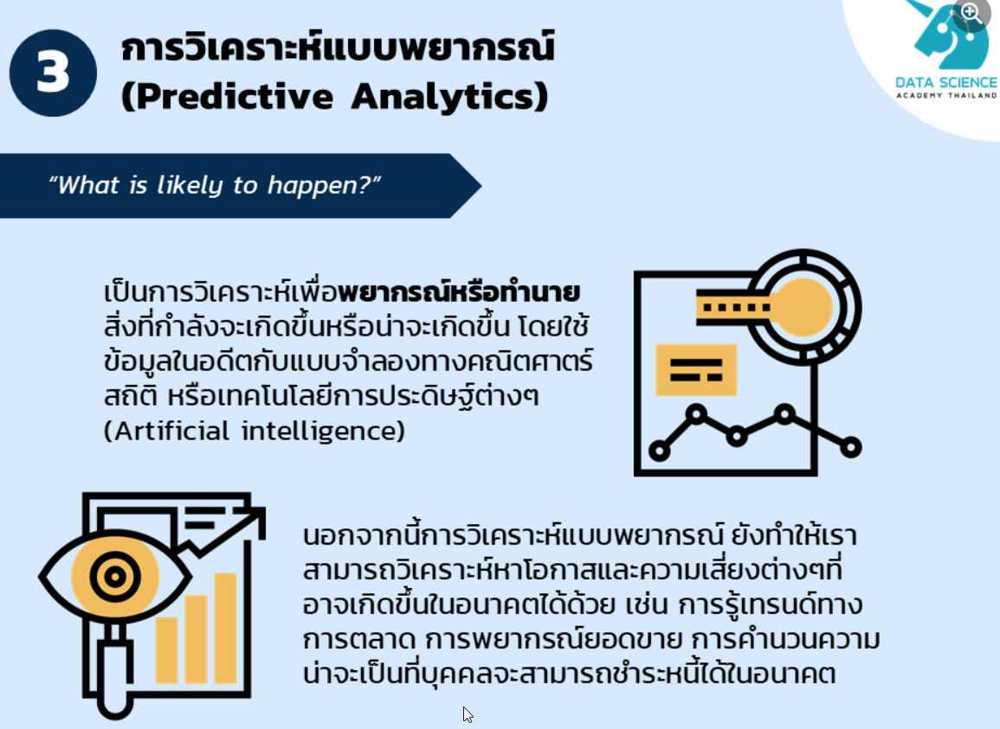 3
การวิเคราะห์แบบพยากรณ์
(Predictive Analytics)
DATA SCIENCE
ACADEMY THAILAND
"What is likely to happen?"
เป็นการวิเคราะห์เพื่อพยากรณ์หรือทำนาย
สิ่งที่กำลังจะเกิดขึ้นหรือน่าจะเกิดขึ้น โดยใช้
ข้อมูลในอดีตกับแบบจำลองทางคณิตศาตร์
สถิติ หรือเทคโนโลยีการประดิษฐ์ต่างๆ
(Artificial intelligence)
นอกจากนี้การวิเคราะห์แบบพยากรณ์ ยังทำให้เรา
สามารถวิเคราะห์หาโอกาสและความเสี่ยงต่างๆที่
อาจเกิดขึ้นในอนาคตได้ด้วย เช่น การรู้เทรนด์ทาง
การตลาด การพยากรณ์ยอดขาย การคำนวนความ
น่าจะเป็นที่บุคคลจะสามารถชำระหนี้ได้ในอนาคต